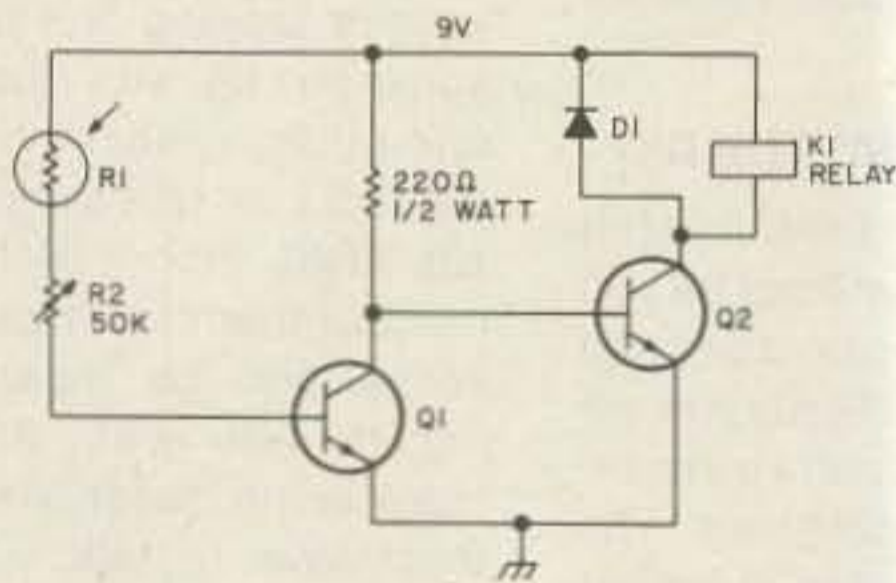 9V
D1
K1
RELAY
R1
220Ω
1/2 WATT
R2
50K
Q2
Q1